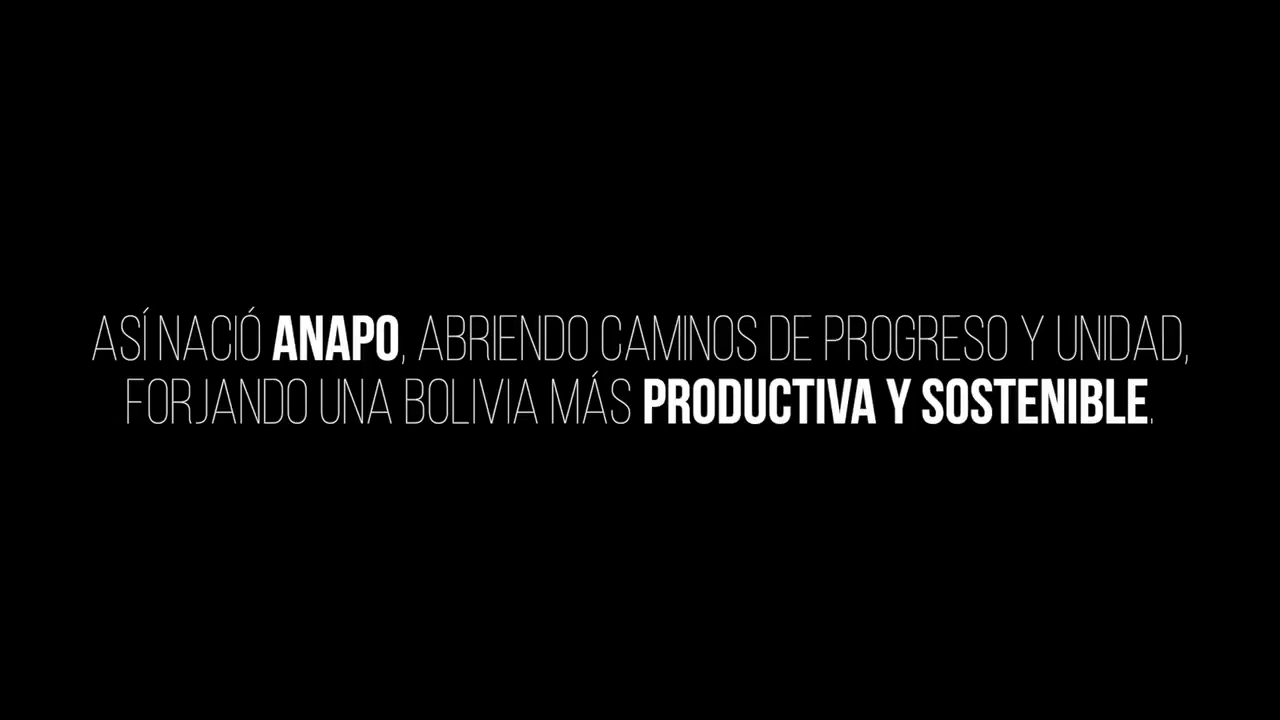 ASÍ NACIÓ ANAPO, ABRIENDO CAMINOS DE PROGRESO Y UNIDAD,
FORJANDO UNA BOLIVIA MÁS PRODUCTIVA Y SOSTENIBLE.